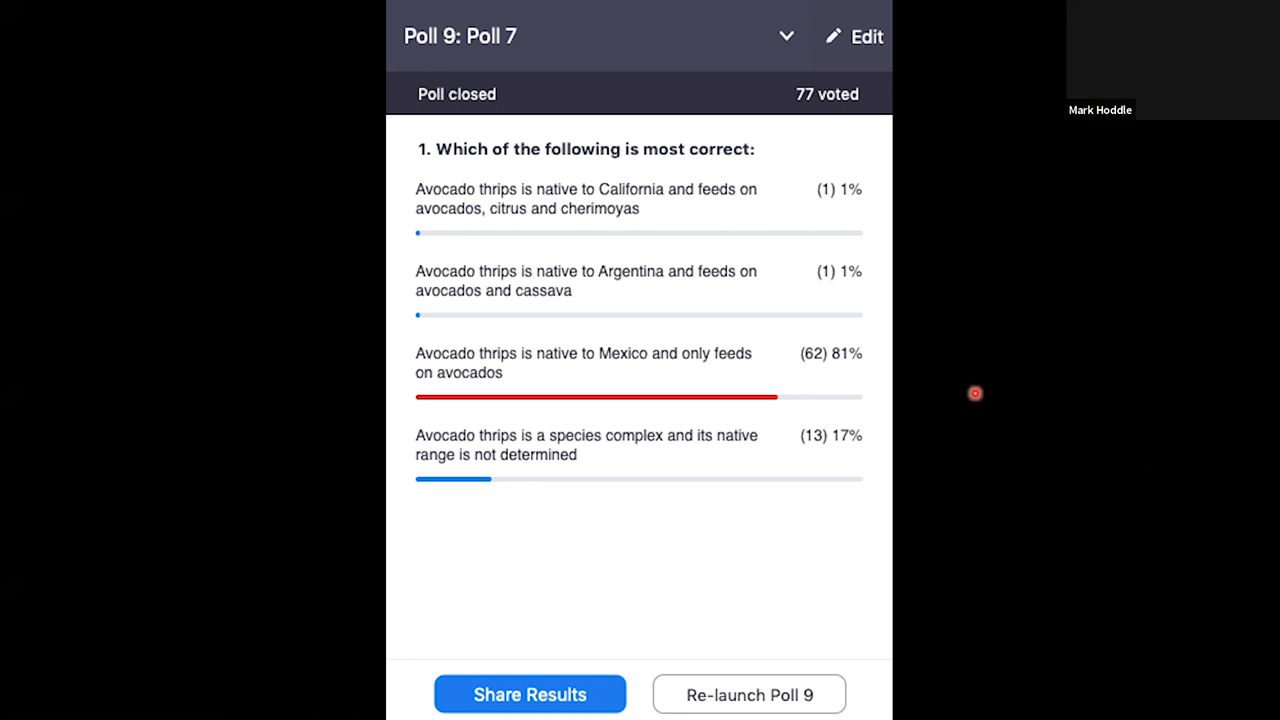 Poll 9: Poll 7
Edit
Poll closed
77 voted
Mark Hoddle
1. Which of the following is most correct:
Avocado thrips is native to California and feeds on
avocados, citrus and cherimoyas
(1) 1%
Avocado thrips is native to Argentina and feeds on
avocados and cassava
(1) 1%
Avocado thrips is native to Mexico and only feeds
on avocados
(62) 81%
Avocado thrips is a species complex and its native
range is not determined
(13) 17%
Share Results
Re-launch Poll 9